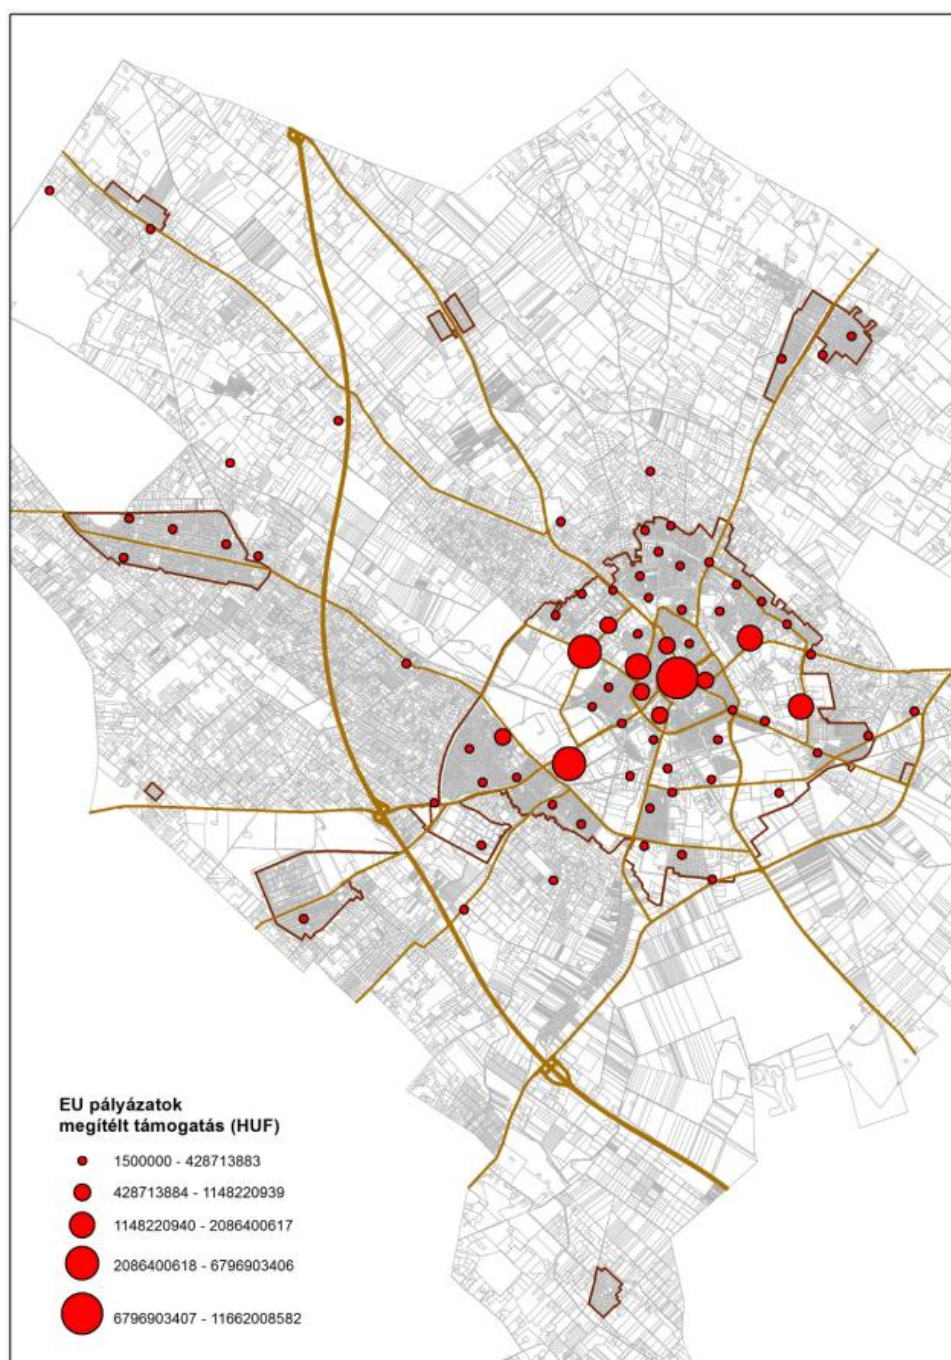 EU pályázatok
megítélt támogatás (HUF)
1500000 - 428713883
428713884 - 1148220939
1148220940 - 2086400617
2086400618 - 6796903406
6796903407 - 11662008582